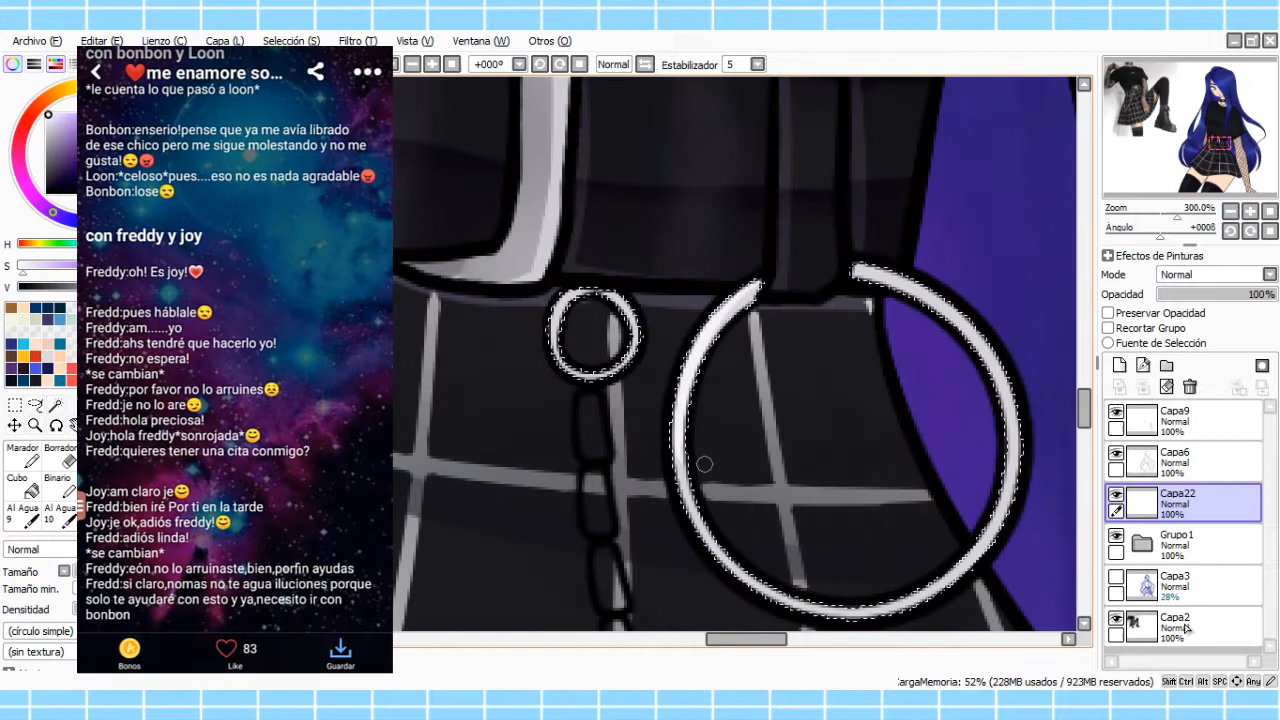 Archivo (F) Editar (E) Lienzo (C) Capa (L) Selección (S) Filtro (T) Vista (V) Ventana (W) Otros (O)
+000º Normal Estabilizador 5
con bonbon y Loon
❤️me enamore so...
*le cuenta lo que pasó a loon*
Bonbon:enserio!pense que ya me avía librado
de ese chico pero me sigue molestando y no me
gusta!😒😡
Loon:*celoso*pues....eso no es nada agradable😡
Bonbon:lose😒
con freddy y joy
Freddy:oh! Es joy!❤️
Fredd:pues háblale😒
Freddy:am......yo
Fredd:ahs tendré que hacerlo yo!
Freddy:no espera!
*se cambian*
Freddy:por favor no lo arruines😣
Fredd:je no lo are😏
Fredd:hola preciosa!
Joy:hola freddy*sonrojada*😊
Fredd:quieres tener una cita conmigo?
Joy:am claro je😊
Fredd:bien iré Por ti en la tarde
Joy:je ok,adiós freddy!😊
Fredd:adiós linda!
*se cambian*
Freddy:eón,no lo arruinaste,bien,porfin ayudas
Fredd:si claro,nomas no te agua iluciones porque
solo te ayudaré con esto y ya,necesito ir con
bonbon
Bonos
83
Like
Guardar
H
S
V
Marador
Borrador
Cubo
Binario
Al Agua 9
Al Agua 10
Normal
Tamaño
Tamaño min.
Densidad
(círculo simple)
(sin textura)
Zoom 300.0%
Ángulo +000ß
Efectos de Pinturas
Mode Normal
Opacidad 100%
Preservar Opacidad
Recortar Grupo
Fuente de Selección
Capa9
Normal
100%
Capa6
Normal
100%
Capa22
Normal
100%
Grupo1
Normal
100%
Capa3
Normal
28%
Capa2
Normal
100%
CargaMemoria: 52% (228MB usados / 923MB reservados)
Shift Ctrl Alt SPC Any